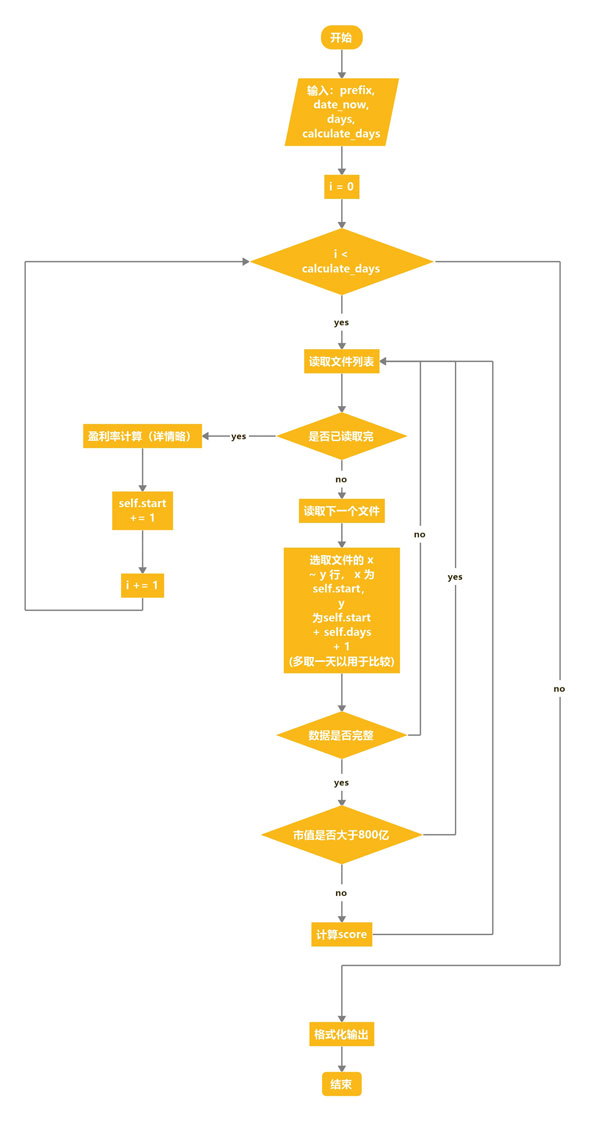 开始
输入：prefix,
date_now,
days,
calculate_days
i = 0
i <
calculate_days
yes
读取文件列表
盈利率计算（详情略）
yes
是否已读取完
no
self.start
+= 1
读取下一个文件
no
选取文件的 x
~ y 行， x 为
self.start，
y
为self.start
+ self.days
+ 1
(多取一天以用于比较)
i += 1
yes
no
数据是否完整
yes
市值是否大于800亿
no
计算score
格式化输出
结束